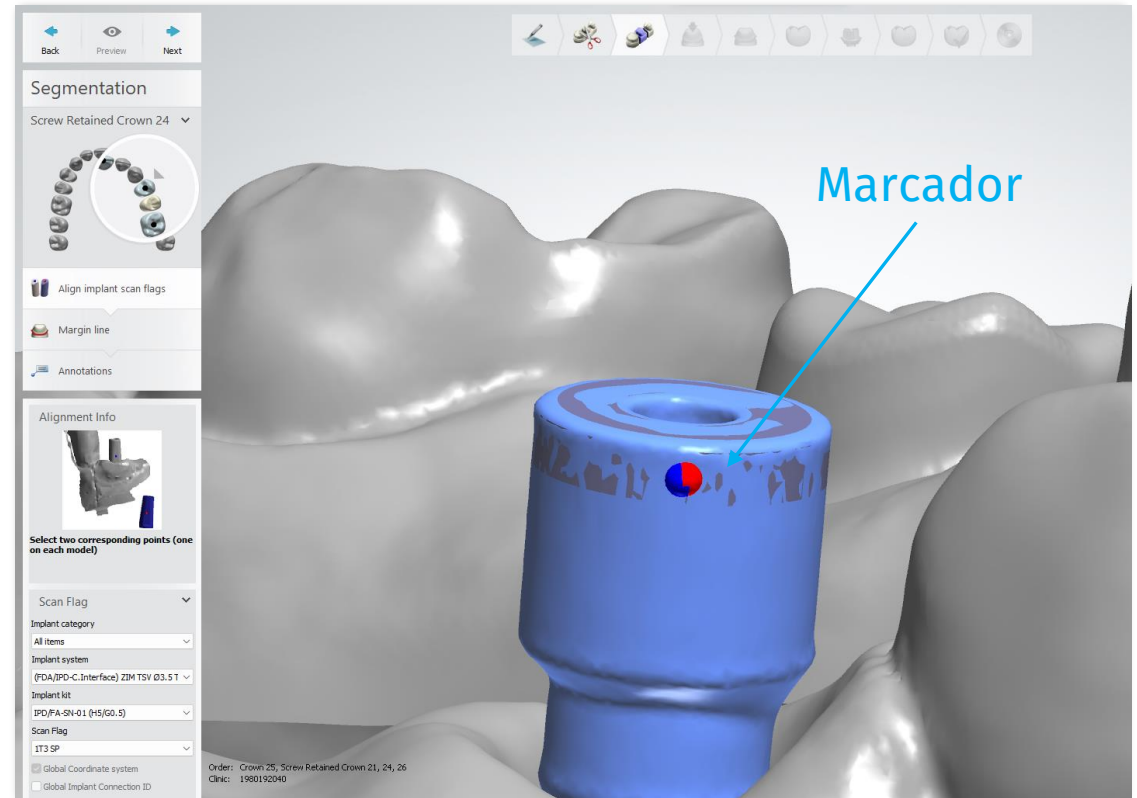 Back
Preview
Next
Segmentation
Screw Retained Crown 24
Align implant scan flags
Margin line
Annotations
Alignment Info
Select two corresponding points (one
on each model)
Scan Flag
Implant category
All items
Implant system
(FDA/IPD-C.Interface) ZIM TSV Ø3.5 T
Implant kit
IPD/FA-SN-01 (H5/G0.5)
Scan Flag
1T3 SP
Global Coordinate system
Global Implant Connection ID
Marcador
Order: Crown 25, Screw Retained Crown 21, 24, 26
Clinic: 1980192040